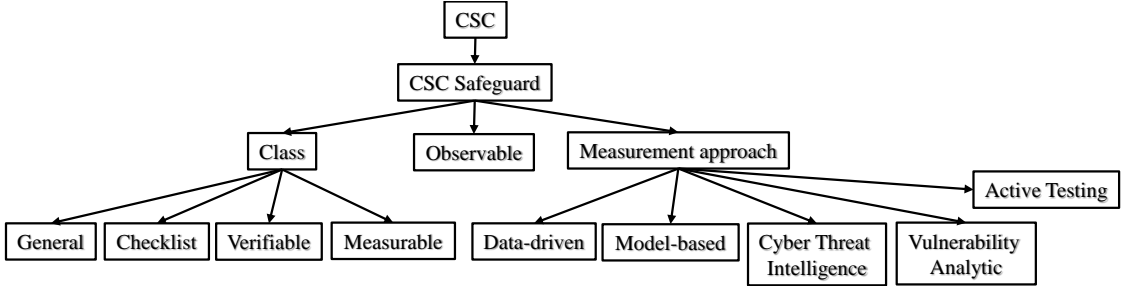 CSC
CSC Safeguard
Class
Observable
Measurement approach
Active Testing
General
Checklist
Verifiable
Measurable
Data-driven
Model-based
Cyber Threat
Intelligence
Vulnerability
Analytic